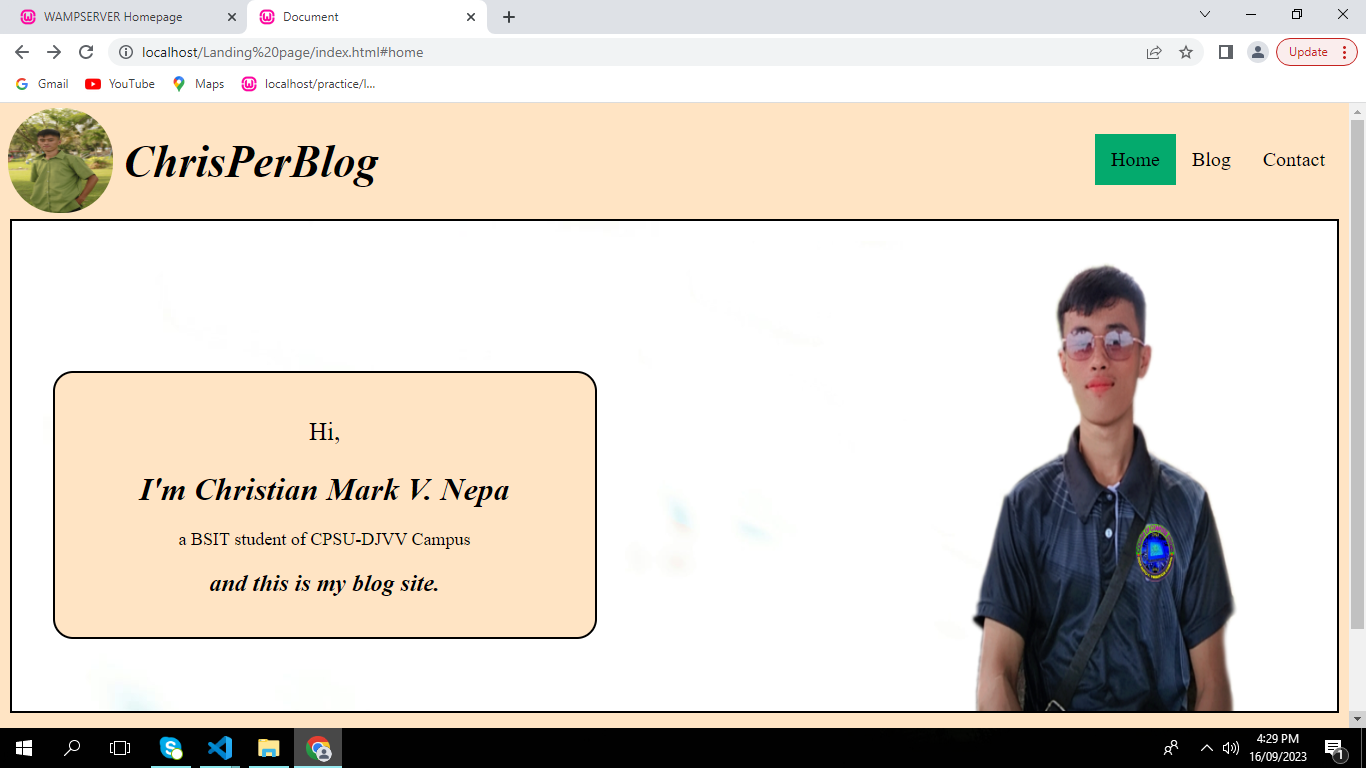 WAMPSERVER Homepage
Document
localhost/Landing%20page/index.html#home
Update
Gmail
YouTube
Maps
localhost/practice/l...
ChrisPerBlog
Home
Blog
Contact
Hi,
I'm Christian Mark V. Nepa
a BSIT student of CPSU-DJVV Campus
and this is my blog site.
4:29 PM
16/09/2023
1